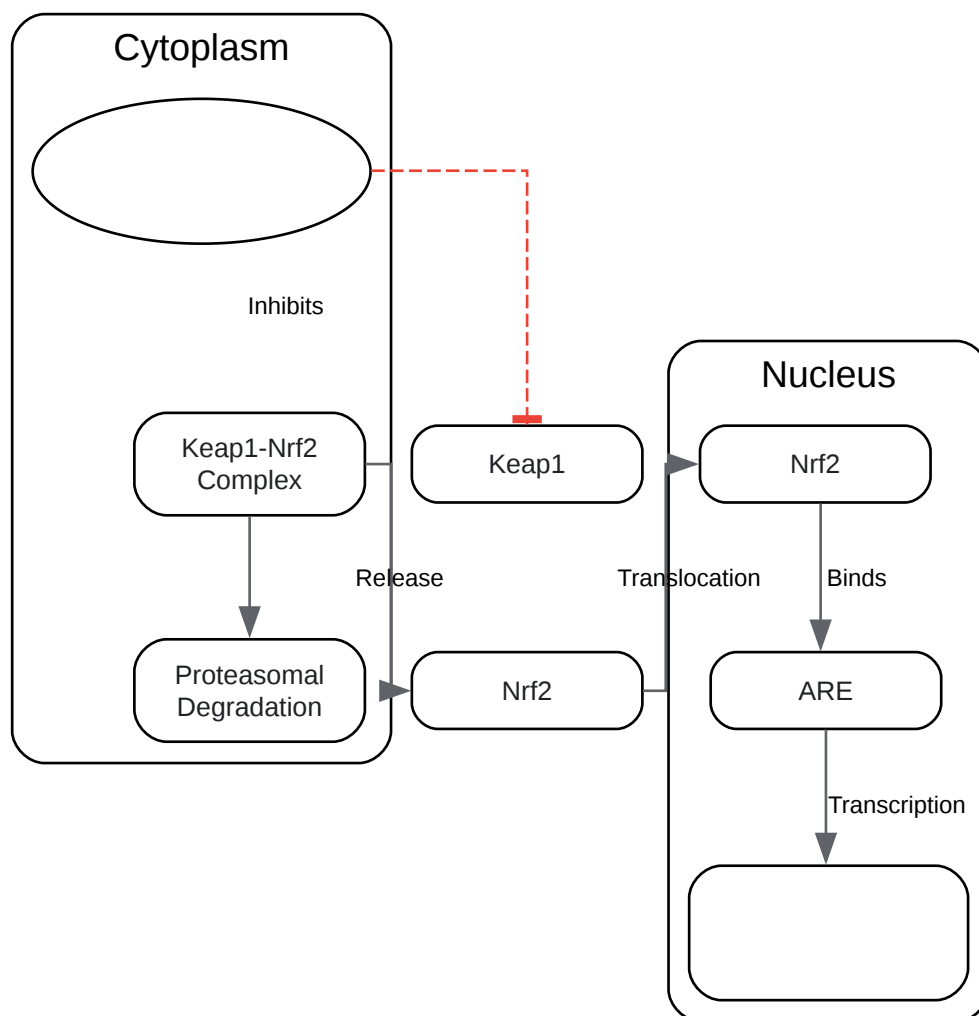 Cytoplasm
Inhibits
Nucleus
Keap1-Nrf2
Complex
Keap1
Nrf2
Release
Translocation
Binds
Proteasomal
Degradation
Nrf2
ARE
Transcription